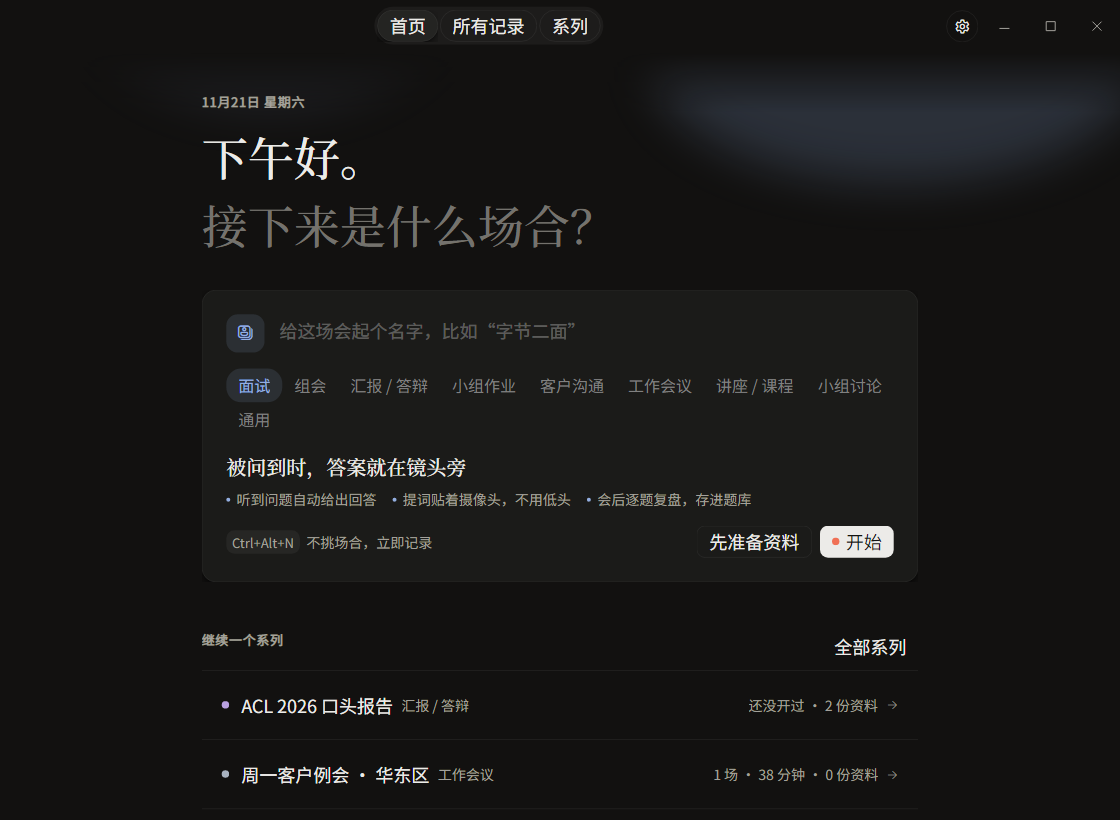 首页 所有记录 系列
11月21日 星期六
下午好。
接下来是什么场合?
给这场会起个名字，比如“字节二面”
面试 组会 汇报 / 答辩 小组作业 客户沟通 工作会议 讲座 / 课程 小组讨论
通用
被问到时，答案就在镜头旁
• 听到问题自动给出回答 • 提词贴着摄像头，不用低头 • 会后逐题复盘，存进题库
Ctrl+Alt+N 不挑场合，立即记录 先准备资料 开始
继续一个系列 全部系列
ACL 2026 口头报告 汇报 / 答辩 还没开过 · 2 份资料 →
周一客户例会 · 华东区 工作会议 1 场 · 38 分钟 · 0 份资料 →